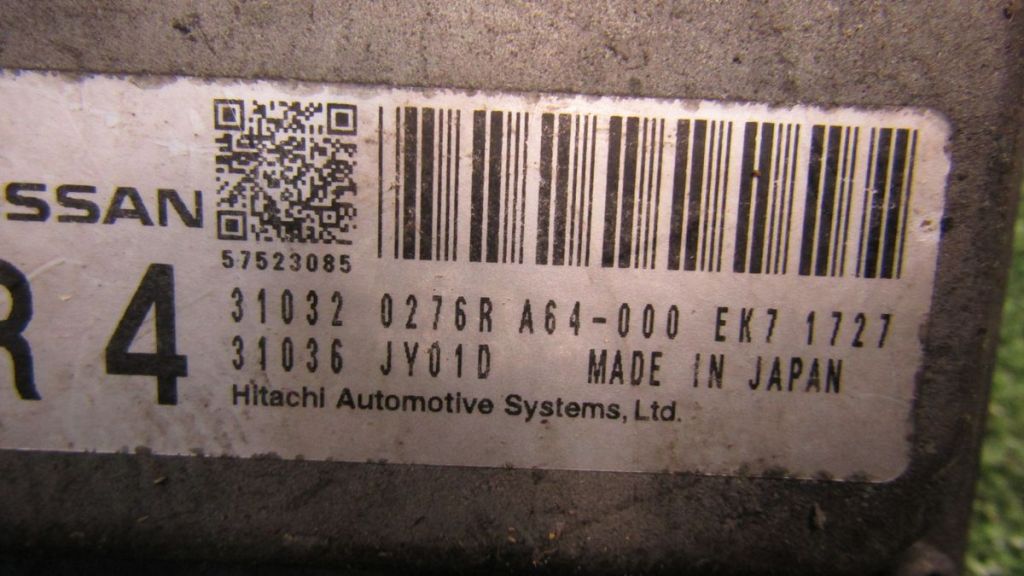 SSAN
R 4
57523085
31032 0276R A64-000 EK7 1727
31036 JY01D MADE IN JAPAN
Hitachi Automotive Systems, Ltd.